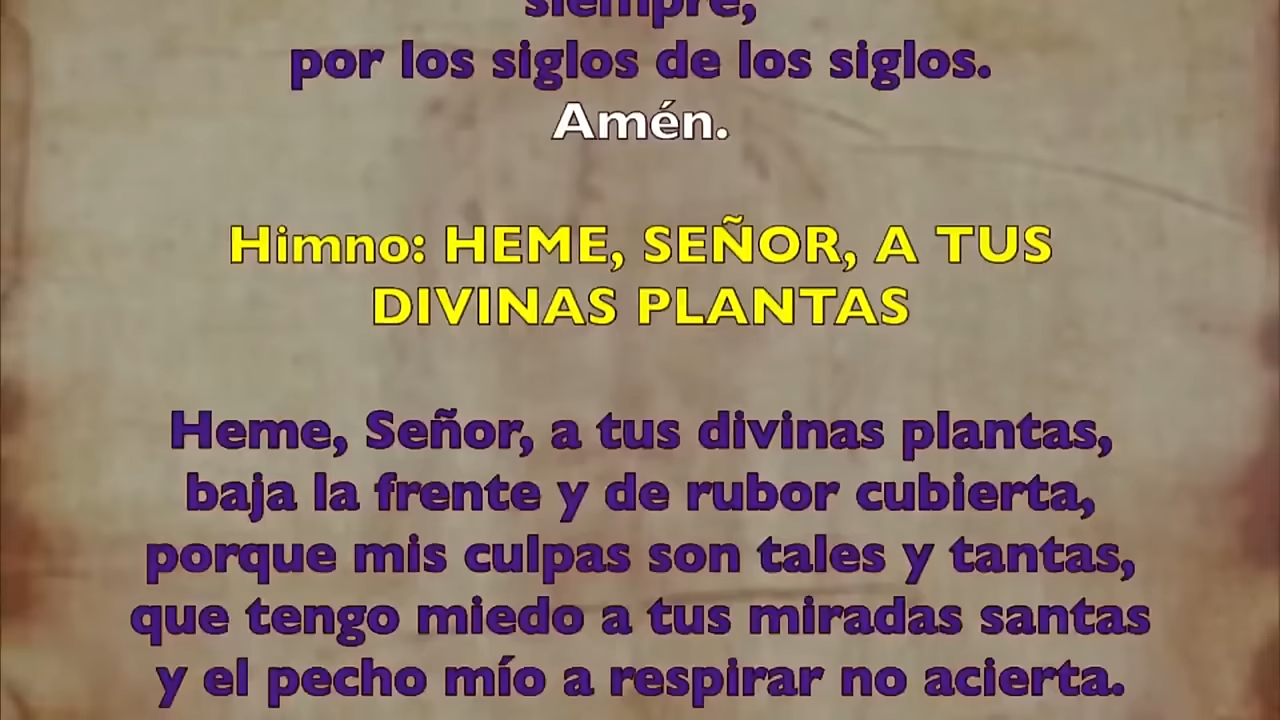 siempre,
por los siglos de los siglos.
Amén.
Himno: HEME, SEÑOR, A TUS
DIVINAS PLANTAS
Heme, Señor, a tus divinas plantas,
baja la frente y de rubor cubierta,
porque mis culpas son tales y tantas,
que tengo miedo a tus miradas santas
y el pecho mío a respirar no acierta.